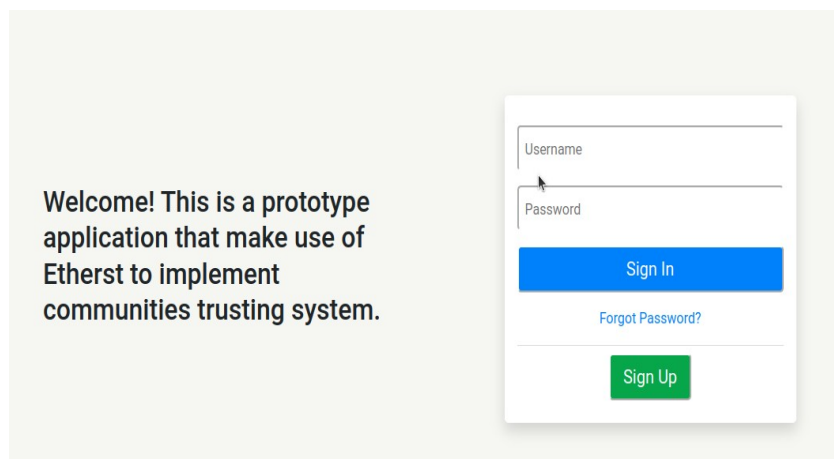 Welcome! This is a prototype
application that make use of
Etherst to implement
communities trusting system.
Username
Password
Sign In
Forgot Password?
Sign Up